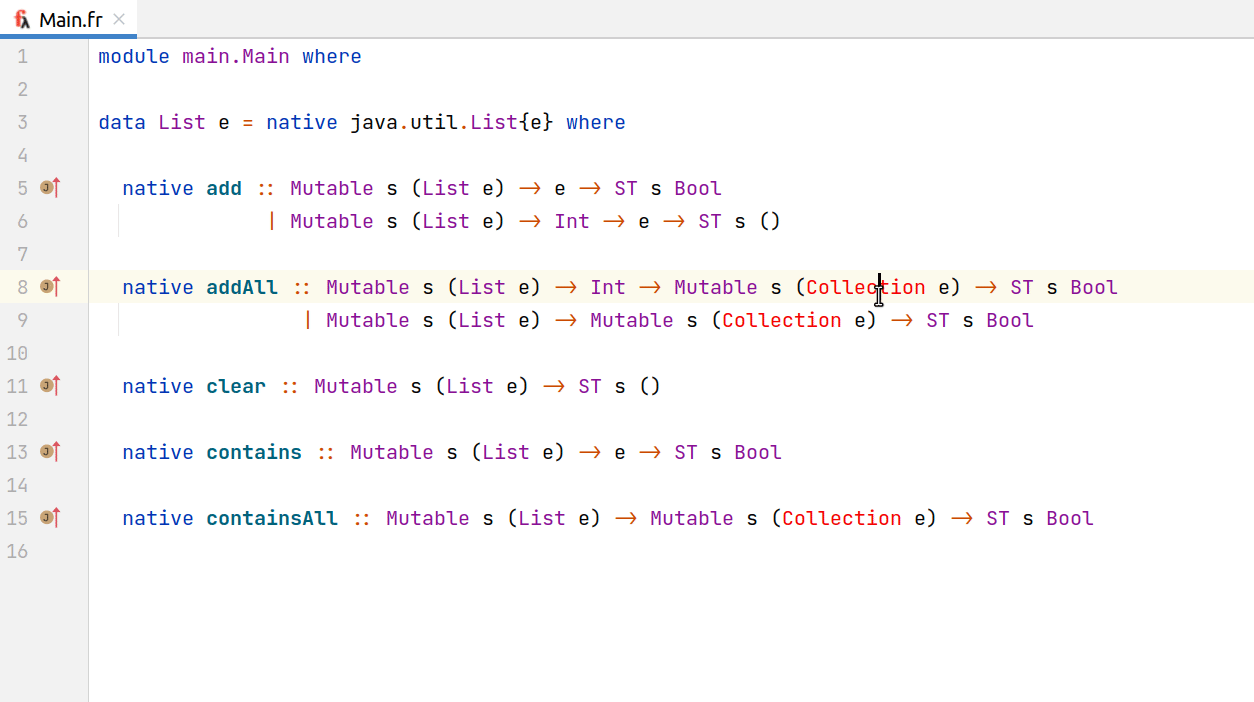 Main.fr
1 module main.Main where
2
3 data List e = native java.util.List{e} where
4
5 native add :: Mutable s (List e) -> e -> ST s Bool
6 | Mutable s (List e) -> Int -> e -> ST s ()
7
8 native addAll :: Mutable s (List e) -> Int -> Mutable s (Collection e) -> ST s Bool
9 | Mutable s (List e) -> Mutable s (Collection e) -> ST s Bool
10
11 native clear :: Mutable s (List e) -> ST s ()
12
13 native contains :: Mutable s (List e) -> e -> ST s Bool
14
15 native containsAll :: Mutable s (List e) -> Mutable s (Collection e) -> ST s Bool
16